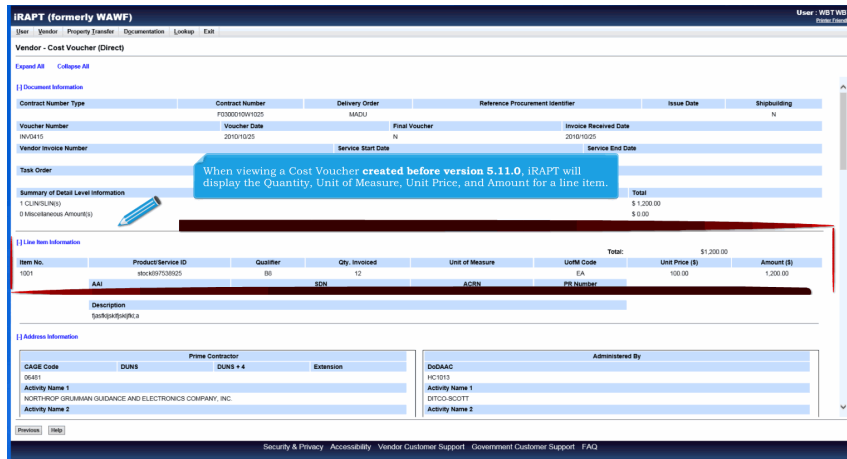 iRAPT (formerly WAWF)
User : WBTWB
Printer Friend
User Vendor Property Transfer Documentation Lookup Exit
Vendor - Cost Voucher (Direct)
Expand All Collapse All
[-] Document Information
Contract Number Type Contract Number Delivery Order Reference Procurement Identifier Issue Date Shipbuilding
F0300010W1025 MADU N
Voucher Number Voucher Date Final Voucher Invoice Received Date
INV0415 2010/10/25 N 2010/10/25
Vendor Invoice Number Service Start Date Service End Date
Task Order
When viewing a Cost Voucher created before version 5.11.0, iRAPT will
display the Quantity, Unit of Measure, Unit Price, and Amount for a line item.
Summary of Detail Level Information Total
1 CLIN/SLIN(s) $ 1,200.00
0 Miscellaneous Amount(s) $ 0.00
[-] Line Item Information
Total: $1,200.00
Item No. Product/Service ID Qualifier Qty. Invoiced Unit of Measure UofM Code Unit Price ($) Amount ($)
1001 stock897538925 B8 12 EA 100.00 1,200.00
AAI SDN ACRN PR Number
Description
[-] Address Information
Prime Contractor Administered By
CAGE Code DUNS DUNS + 4 Extension DoDAAC
06481 HC1013
Activity Name 1 Activity Name 1
NORTHROP GRUMMAN GUIDANCE AND ELECTRONICS COMPANY, INC. DITCO-SCOTT
Activity Name 2 Activity Name 2
Previous Help
Security & Privacy Accessibility Vendor Customer Support Government Customer Support FAQ